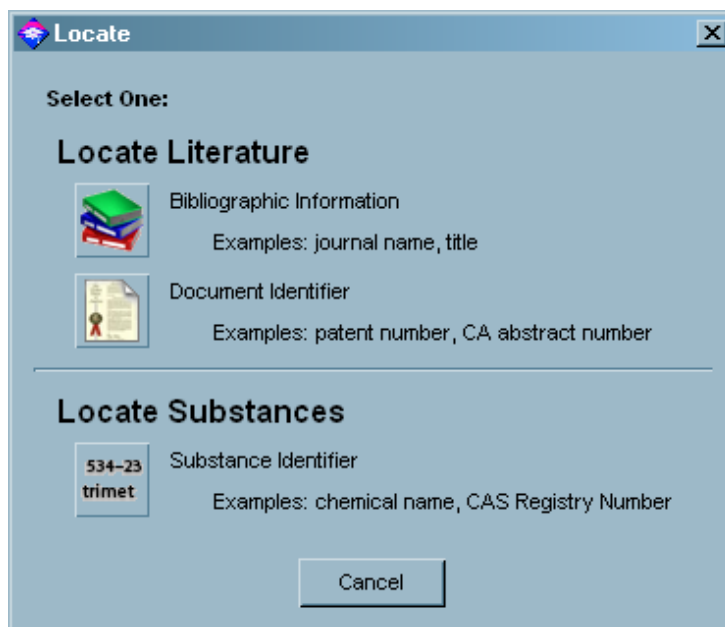 Locate
Select One:
Locate Literature
Bibliographic Information
Examples: journal name, title
Document Identifier
Examples: patent number, CA abstract number
Locate Substances
534-23
trimet
Substance Identifier
Examples: chemical name, CAS Registry Number
Cancel